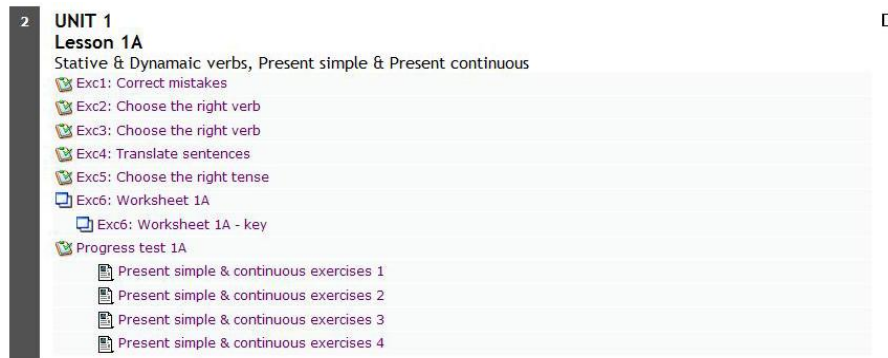 2
UNIT 1
Lesson 1A
Stative & Dynamaic verbs, Present simple & Present continuous
Exc1: Correct mistakes
Exc2: Choose the right verb
Exc3: Choose the right verb
Exc4: Translate sentences
Exc5: Choose the right tense
Exc6: Worksheet 1A
Exc6: Worksheet 1A - key
Progress test 1A
Present simple & continuous exercises 1
Present simple & continuous exercises 2
Present simple & continuous exercises 3
Present simple & continuous exercises 4